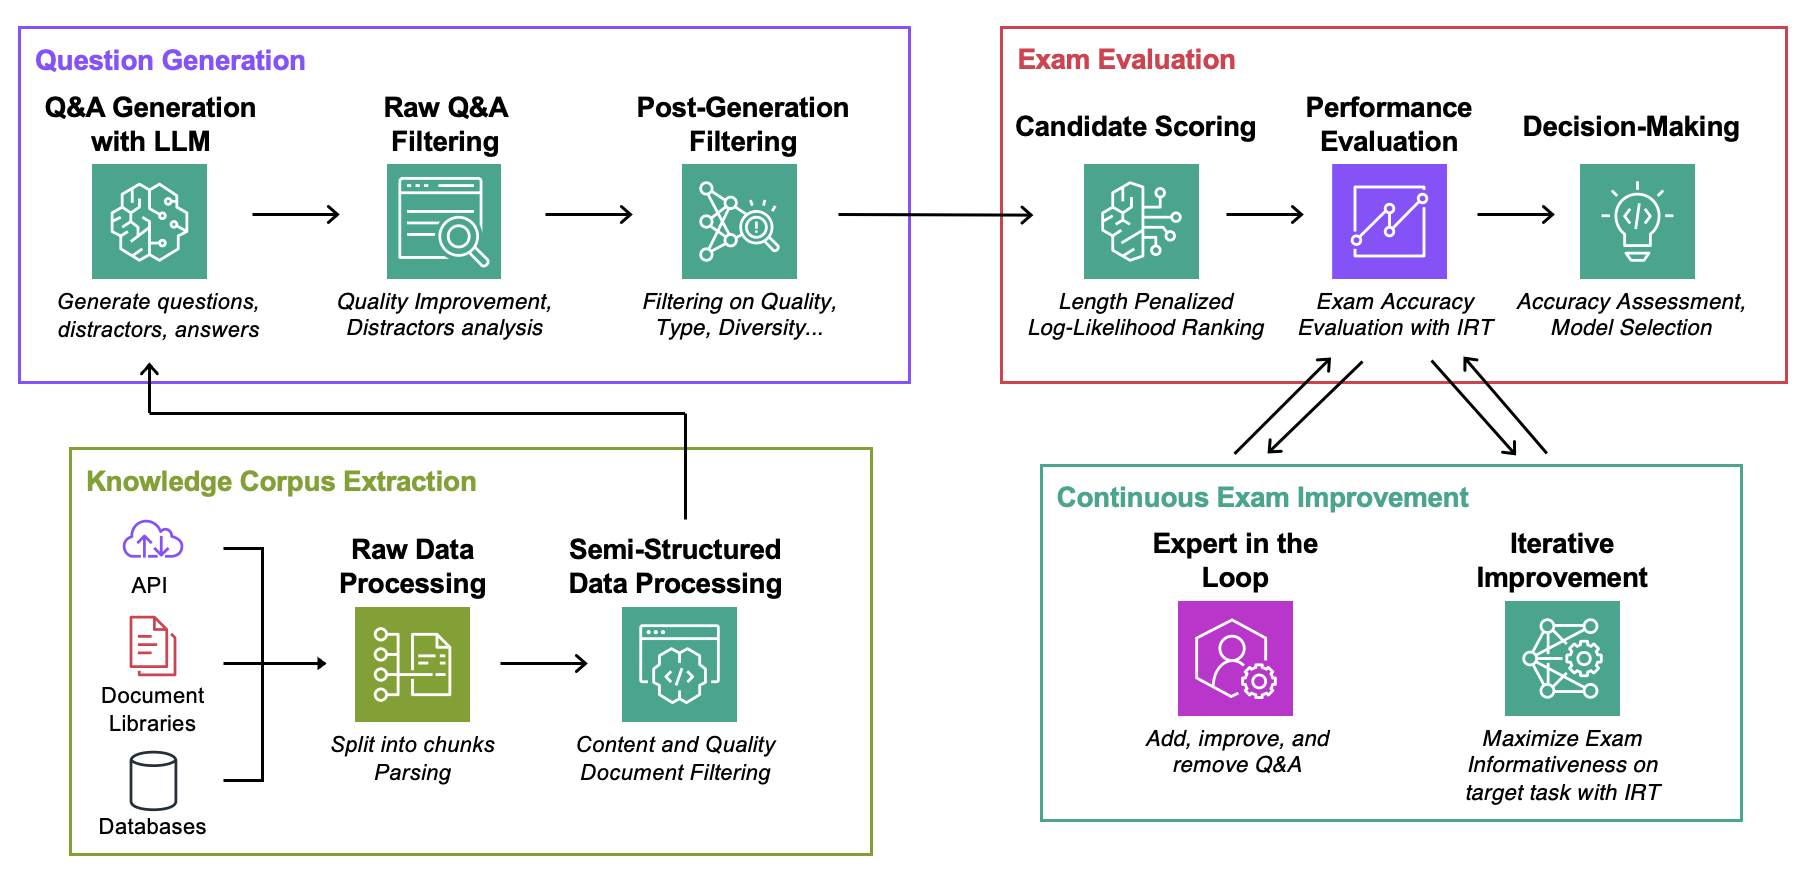 Question Generation
Q&A Generation
with LLM
Generate questions,
distractors, answers
Raw Q&A
Filtering
Quality Improvement,
Distractors analysis
Post-Generation
Filtering
Filtering on Quality,
Type, Diversity...
Exam Evaluation
Candidate Scoring
Length Penalized
Log-Likelihood Ranking
Performance
Evaluation
Exam Accuracy
Evaluation with IRT
Decision-Making
Accuracy Assessment,
Model Selection
Knowledge Corpus Extraction
API
Document
Libraries
Databases
Raw Data
Processing
Split into chunks
Parsing
Semi-Structured
Data Processing
Content and Quality
Document Filtering
Continuous Exam Improvement
Expert in the
Loop
Add, improve, and
remove Q&A
Iterative
Improvement
Maximize Exam
Informativeness on
target task with IRT